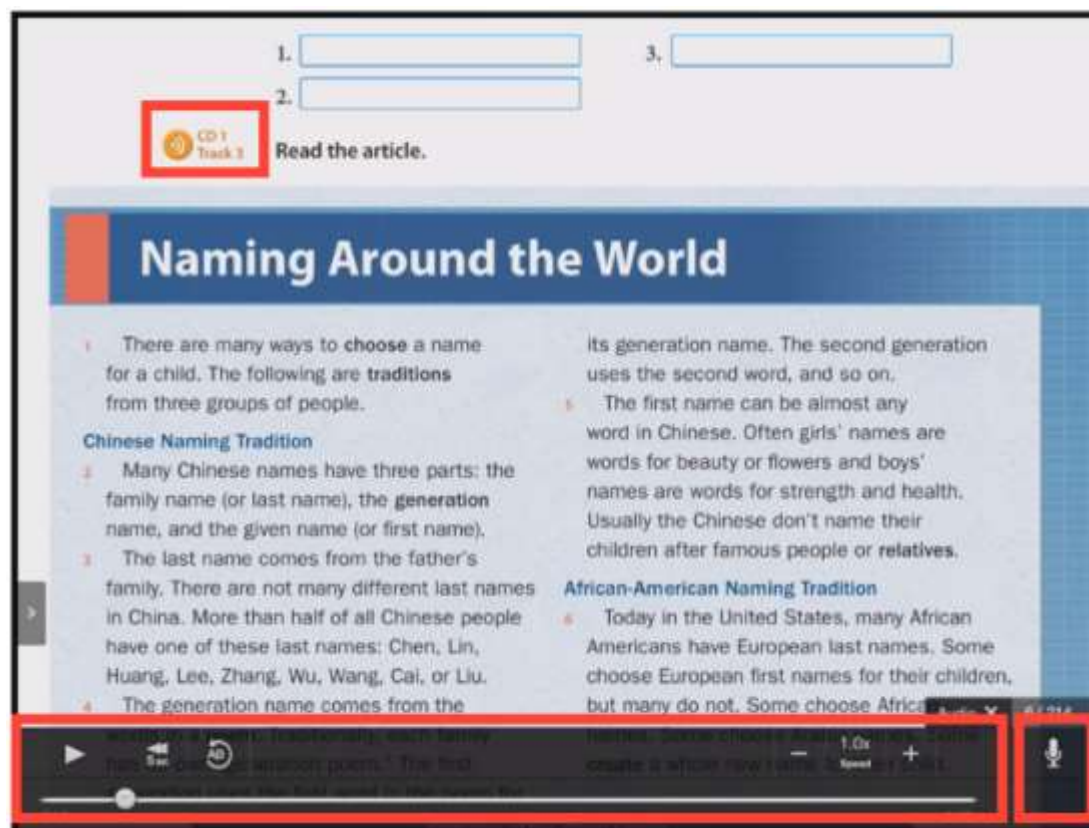 1.
3.
2.
CD 1
Track 3
Read the article.
Naming Around the World
1 There are many ways to choose a name
for a child. The following are traditions
from three groups of people.
Chinese Naming Tradition
2 Many Chinese names have three parts: the
family name (or last name), the generation
name, and the given name (or first name).
3 The last name comes from the father's
family. There are not many different last names
in China. More than half of all Chinese people
have one of these last names: Chen, Lin,
Huang, Lee, Zhang, Wu, Wang, Cai, or Liu.
4 The generation name comes from the
its generation name. The second generation
uses the second word, and so on.
5 The first name can be almost any
word in Chinese. Often girls' names are
words for beauty or flowers and boys'
names are words for strength and health.
Usually the Chinese don't name their
children after famous people or relatives.
African-American Naming Tradition
6 Today in the United States, many African
Americans have European last names. Some
choose European first names for their children,
but many do not. Some choose Africa
create a whole new name
5sec
AB
1.0x
Speed